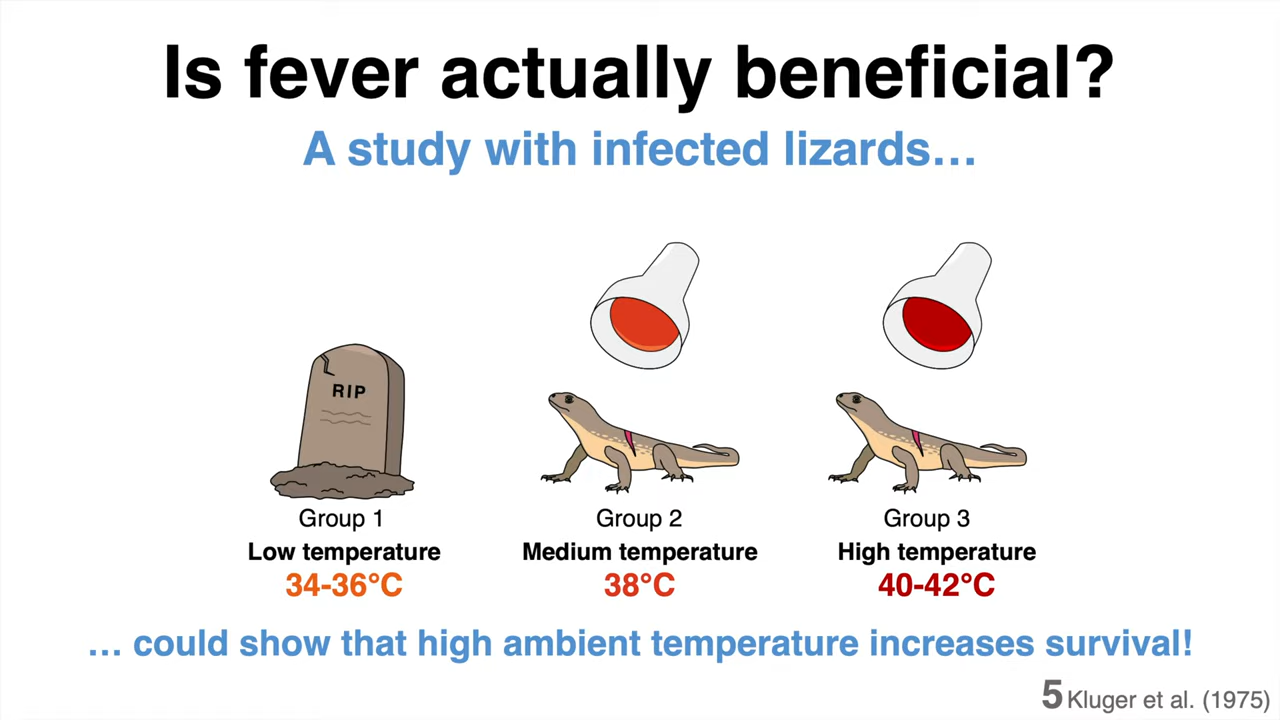 Is fever actually beneficial?
A study with infected lizards...
RIP
Group 1
Low temperature
34-36°C
Group 2
Medium temperature
38°C
Group 3
High temperature
40-42°C
... could show that high ambient temperature increases survival!
5 Kluger et al. (1975)